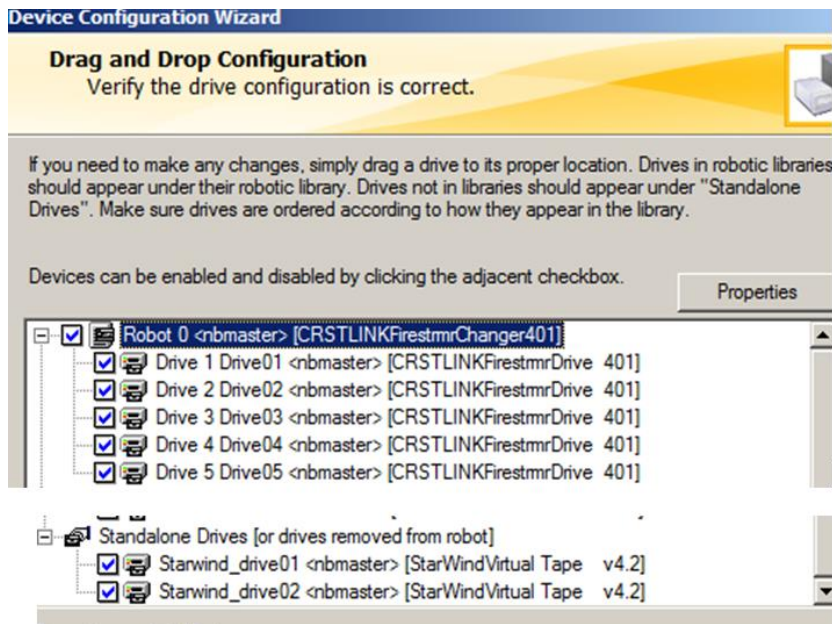 Device Configuration Wizard
Drag and Drop Configuration
Verify the drive configuration is correct.
If you need to make any changes, simply drag a drive to its proper location. Drives in robotic libraries
should appear under their robotic library. Drives not in libraries should appear under "Standalone
Drives". Make sure drives are ordered according to how they appear in the library.
Devices can be enabled and disabled by clicking the adjacent checkbox.
Properties
Robot 0 <nbmaster> [CRSTLINKFirestmrChanger401]
Drive 1 Drive01 <nbmaster> [CRSTLINKFirestmrDrive 401]
Drive 2 Drive02 <nbmaster> [CRSTLINKFirestmrDrive 401]
Drive 3 Drive03 <nbmaster> [CRSTLINKFirestmrDrive 401]
Drive 4 Drive04 <nbmaster> [CRSTLINKFirestmrDrive 401]
Drive 5 Drive05 <nbmaster> [CRSTLINKFirestmrDrive 401]
Standalone Drives [or drives removed from robot]
Starwind_drive01 <nbmaster> [StarWindVirtual Tape v4.2]
Starwind_drive02 <nbmaster> [StarWindVirtual Tape v4.2]